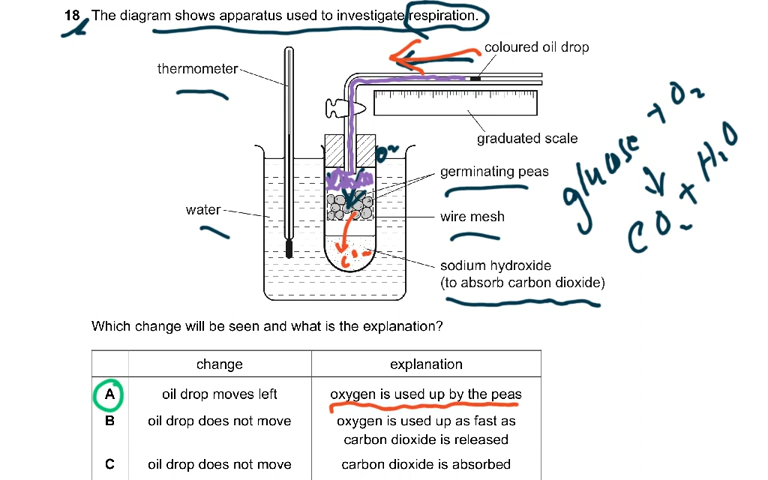 18 The diagram shows apparatus used to investigate respiration.
coloured oil drop
thermometer
graduated scale
glucose + O2
CO2 + H2O
O2
germinating peas
water
wire mesh
sodium hydroxide
(to absorb carbon dioxide)
Which change will be seen and what is the explanation?
change explanation
A oil drop moves left oxygen is used up by the peas
B oil drop does not move oxygen is used up as fast as
carbon dioxide is released
C oil drop does not move carbon dioxide is absorbed